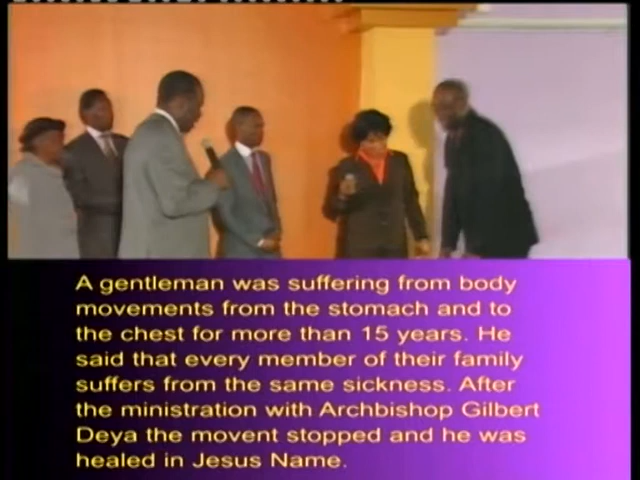 A gentleman was suffering from body
movements from the stomach and to
the chest for more than 15 years. He
said that every member of their family
suffers from the same sickness. After
the ministration with Archbishop Gilbert
Deya the movent stopped and he was
healed in Jesus Name.